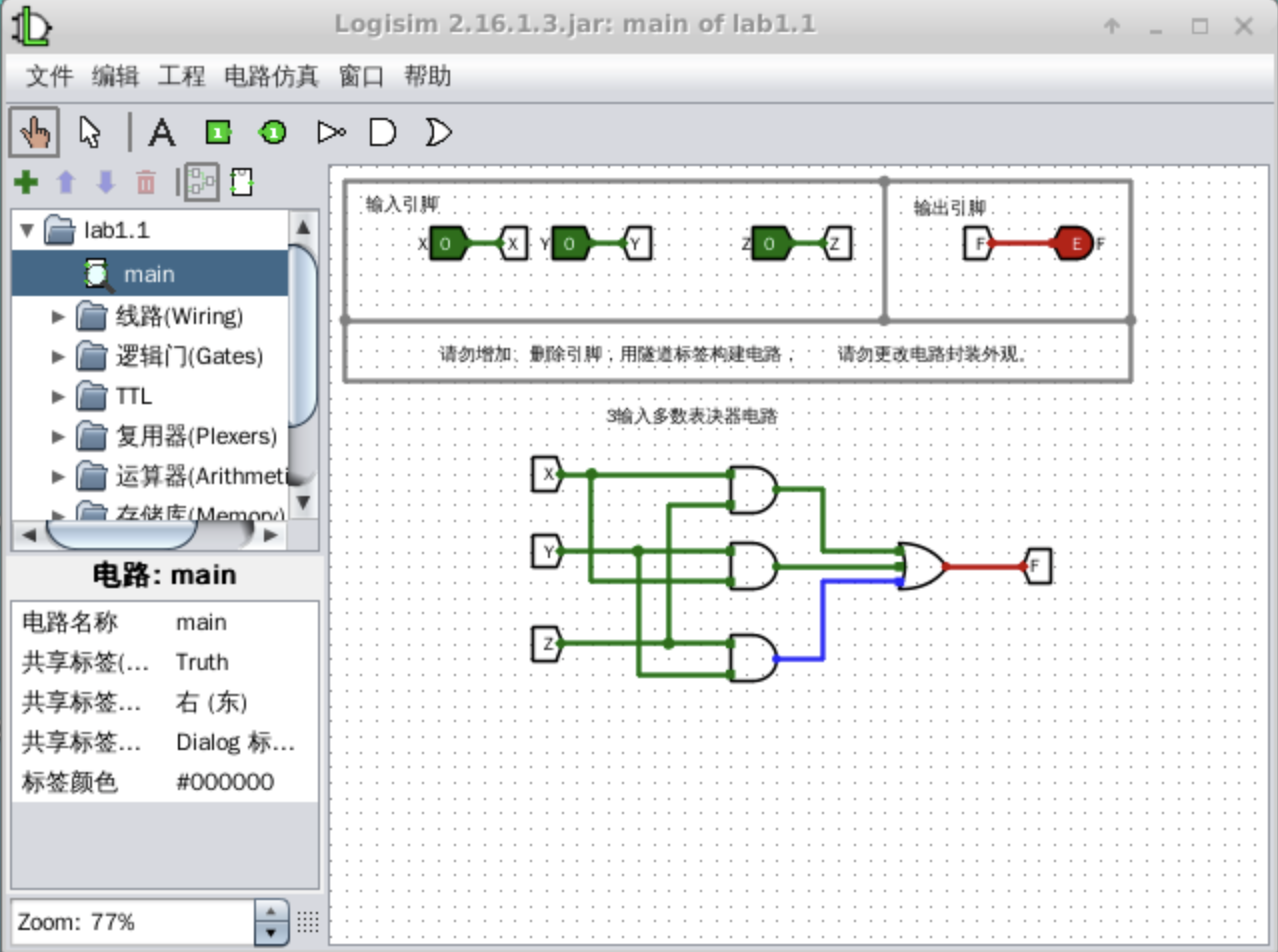 Logisim 2.16.1.3.jar: main of lab1.1
文件 编辑 工程 电路仿真 窗口 帮助
A 1 1
lab1.1
main
线路(Wiring)
逻辑门(Gates)
TTL
复用器(Plexers)
运算器(Arithmeti
存储库(Memory)
电路: main
电路名称 main
共享标签(... Truth
共享标签... 右 (东)
共享标签... Dialog 标...
标签颜色 #000000
Zoom: 77%
输入引脚 输出引脚
X 0 X Y 0 Y Z 0 Z F E F
请勿增加、删除引脚，用隧道标签构建电路， 请勿更改电路封装外观。
3输入多数表决器电路
X
Y
F
Z